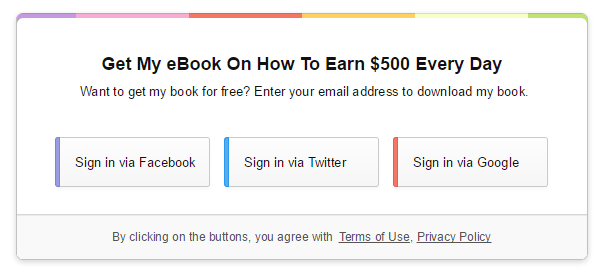 Get My eBook On How To Earn $500 Every Day
Want to get my book for free? Enter your email address to download my book.
Sign in via Facebook
Sign in via Twitter
Sign in via Google
By clicking on the buttons, you agree with Terms of Use, Privacy Policy